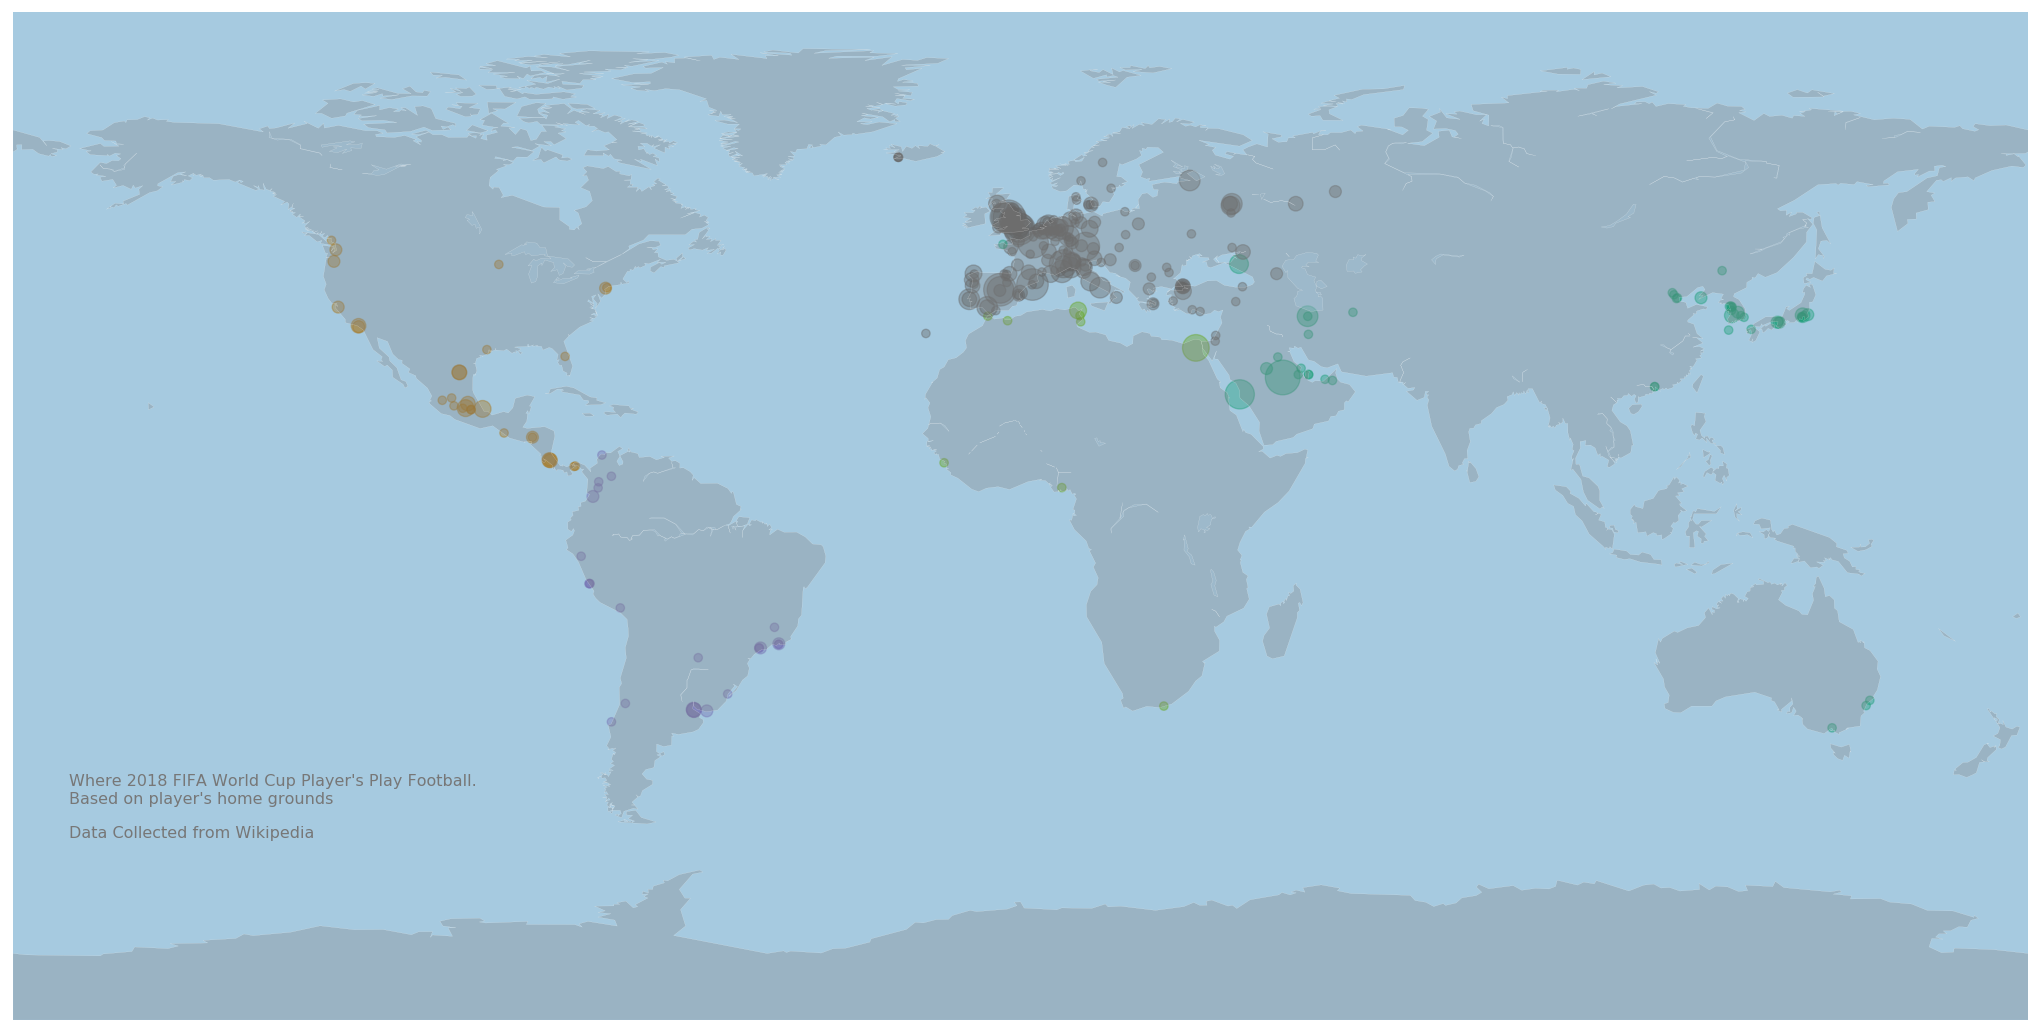 Where 2018 FIFA World Cup Player's Play Football.
Based on player's home grounds
Data Collected from Wikipedia